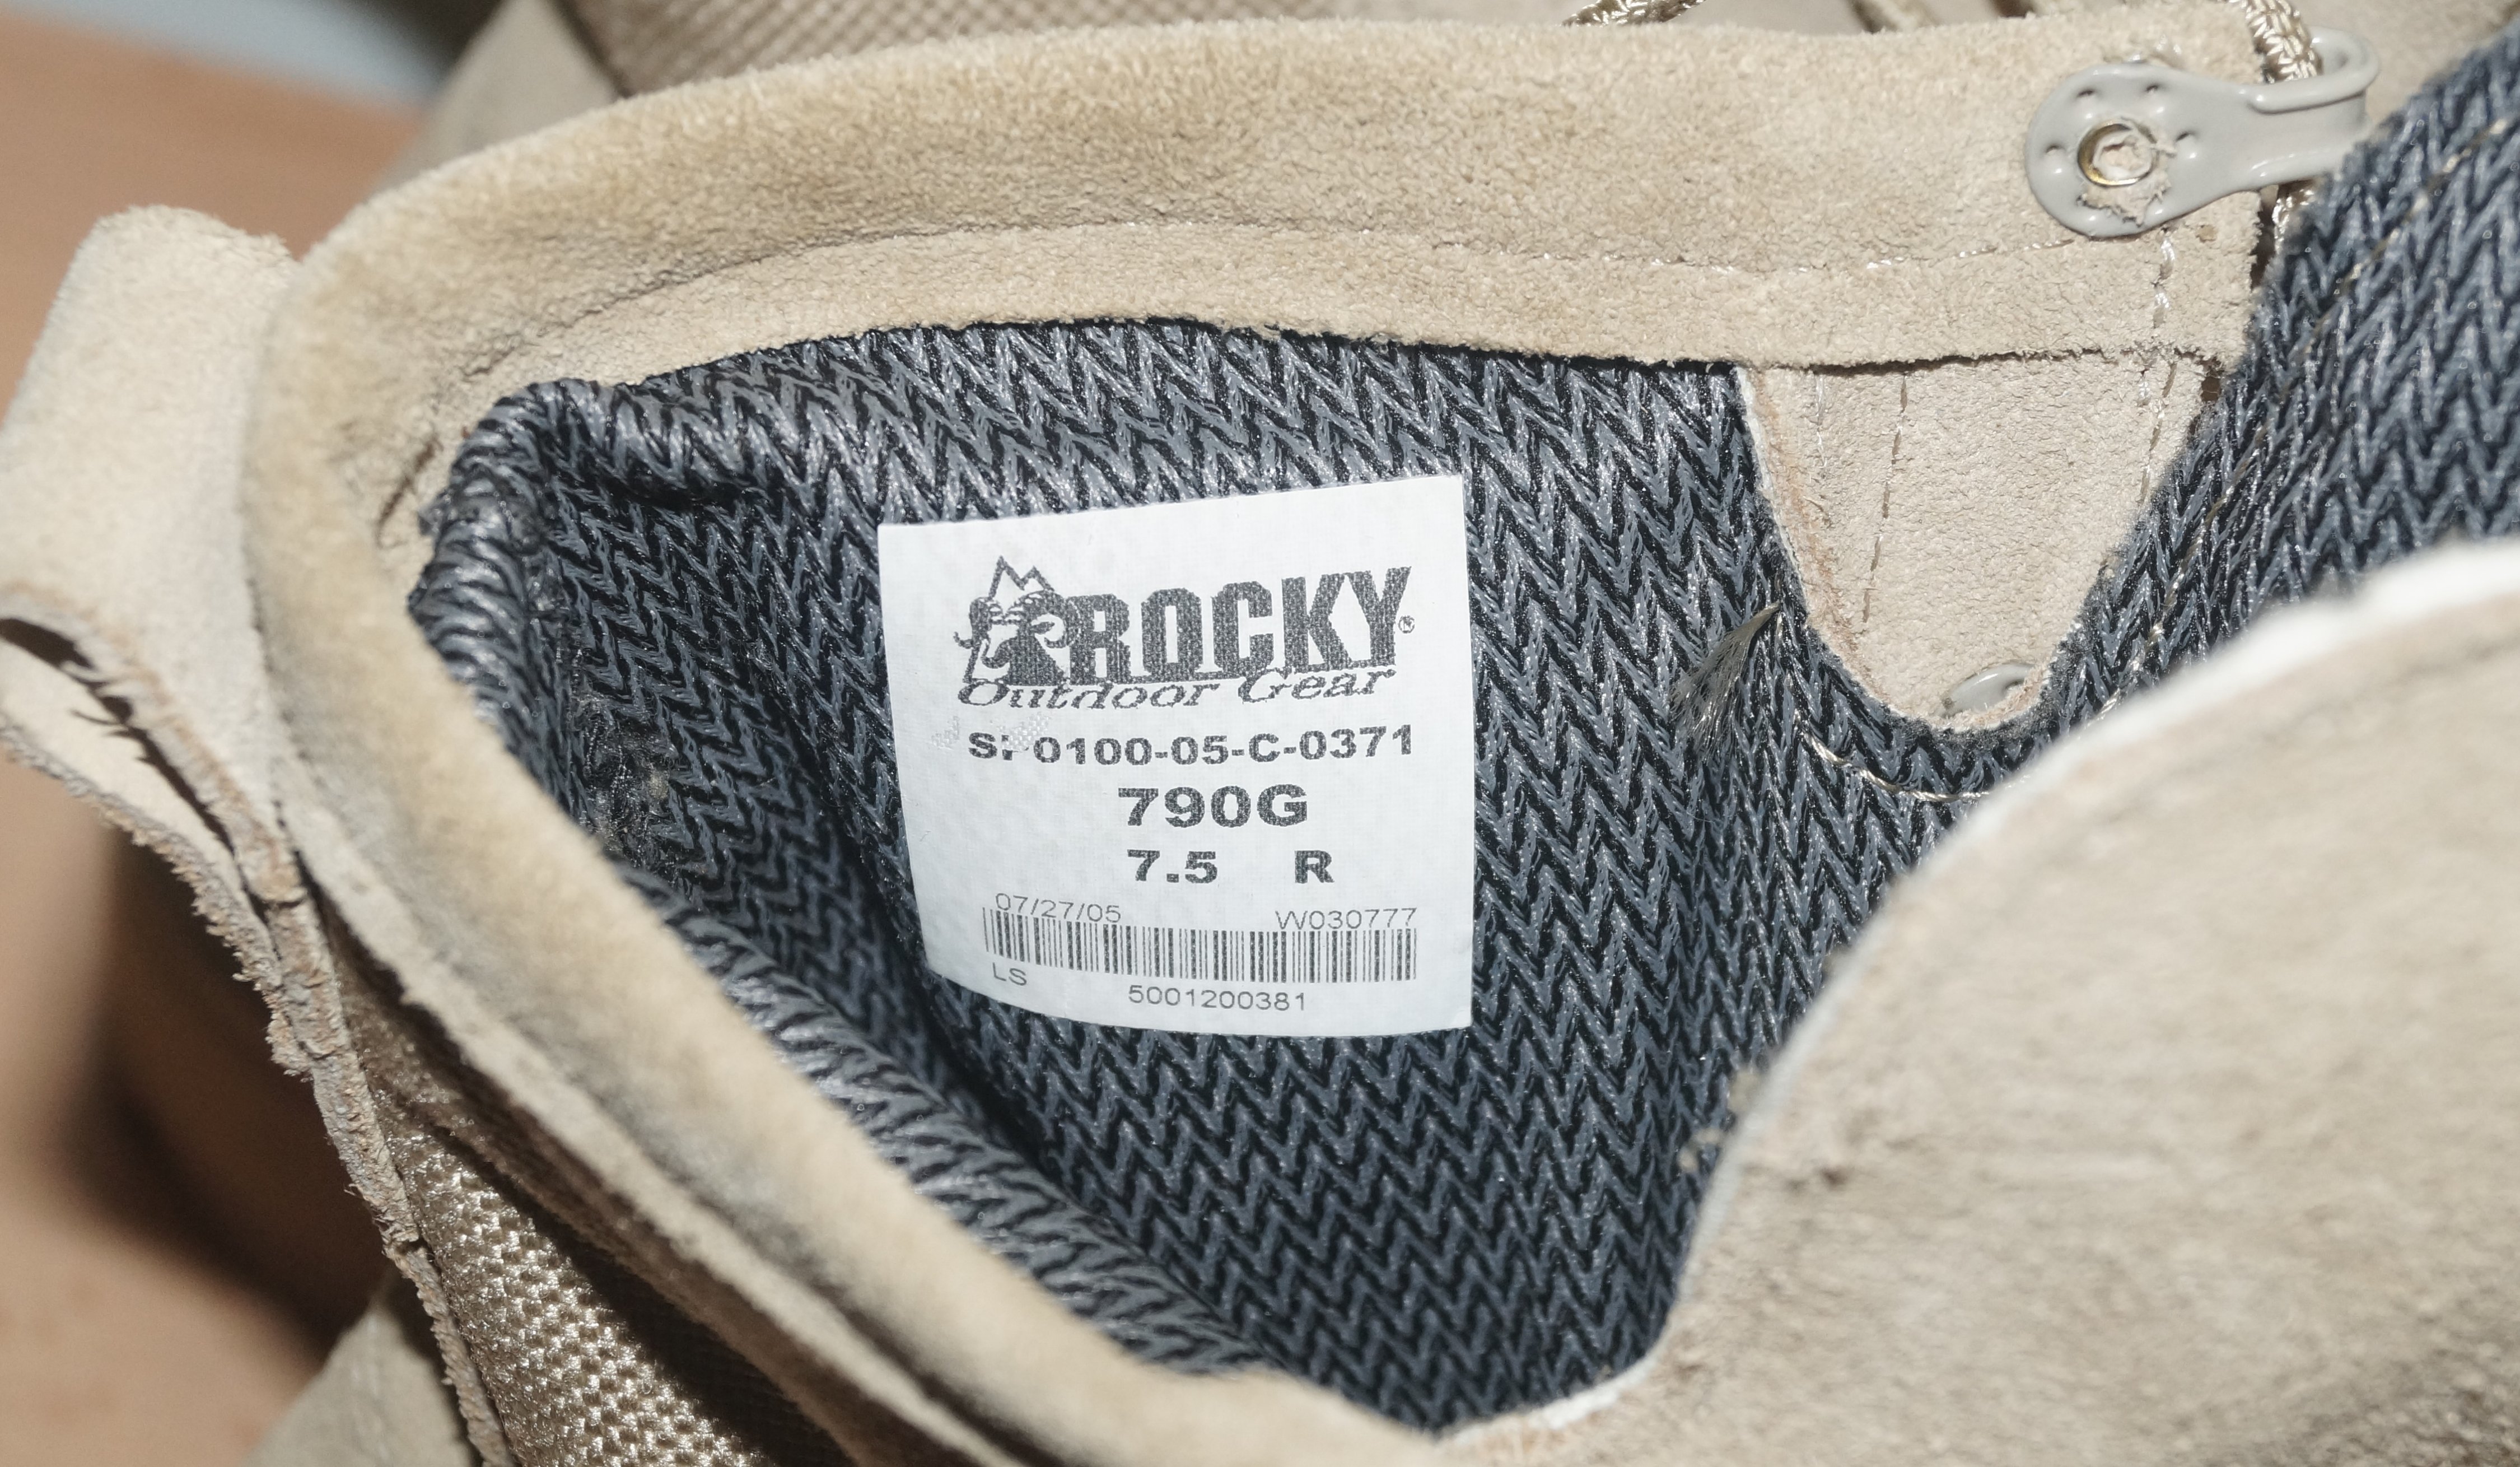 ROCKY®
Outdoor Gear
0100-05-C-0371
790G
7.5 R
07/27/05 W030777
LS
5001200381